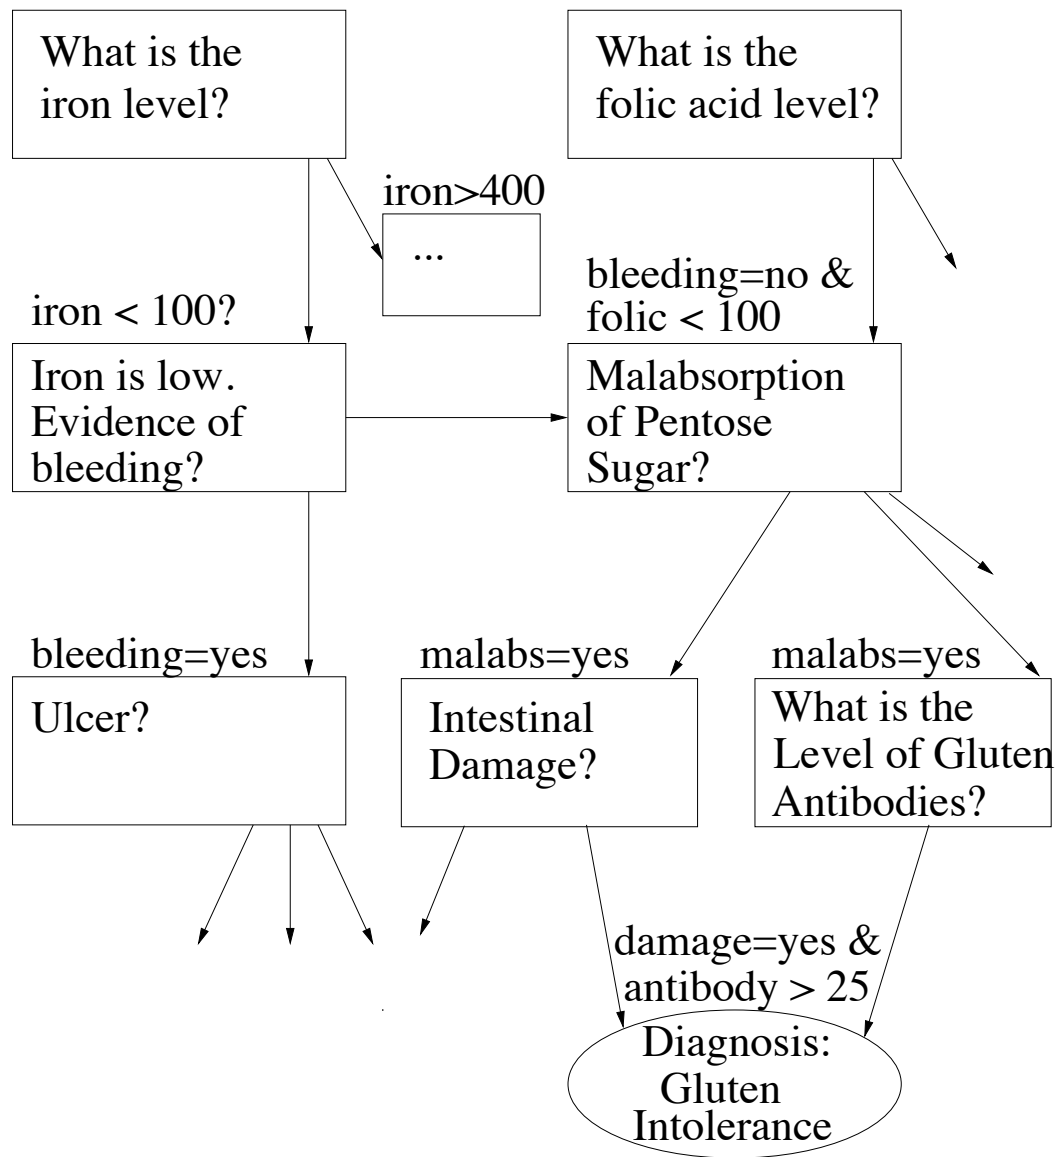 What is the
iron level?
What is the
folic acid level?
iron>400
...
bleeding=no &
folic < 100
iron < 100?
Iron is low.
Evidence of
bleeding?
Malabsorption
of Pentose
Sugar?
bleeding=yes
malabs=yes
malabs=yes
Ulcer?
Intestinal
Damage?
What is the
Level of Gluten
Antibodies?
damage=yes &
antibody > 25
Diagnosis:
Gluten
Intolerance